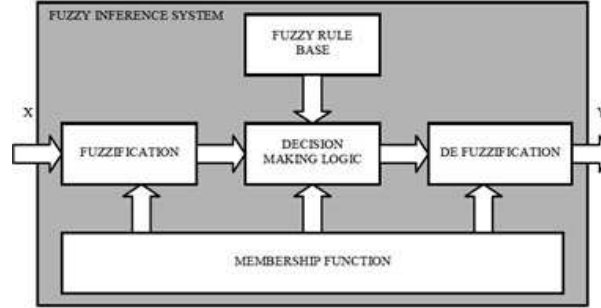 FUZZY INFERENCE SYSTEM
FUZZY RULE
BASE
X
Y
FUZZIFICATION
DECISION
MAKING LOGIC
DE FUZZIFICATION
MEMBERSHIP FUNCTION